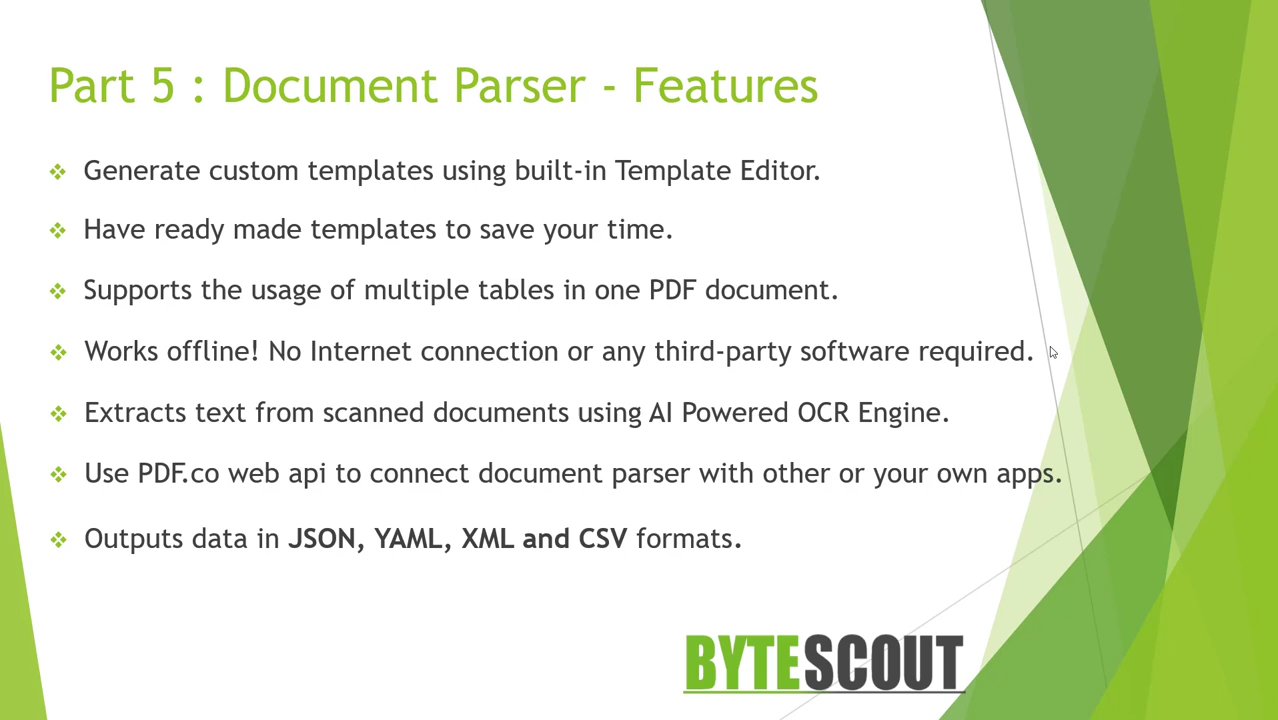 Part 5 : Document Parser - Features
Generate custom templates using built-in Template Editor.
Have ready made templates to save your time.
Supports the usage of multiple tables in one PDF document.
Works offline! No Internet connection or any third-party software required.
Extracts text from scanned documents using AI Powered OCR Engine.
Use PDF.co web api to connect document parser with other or your own apps.
Outputs data in JSON, YAML, XML and CSV formats.
BYTESCOUT